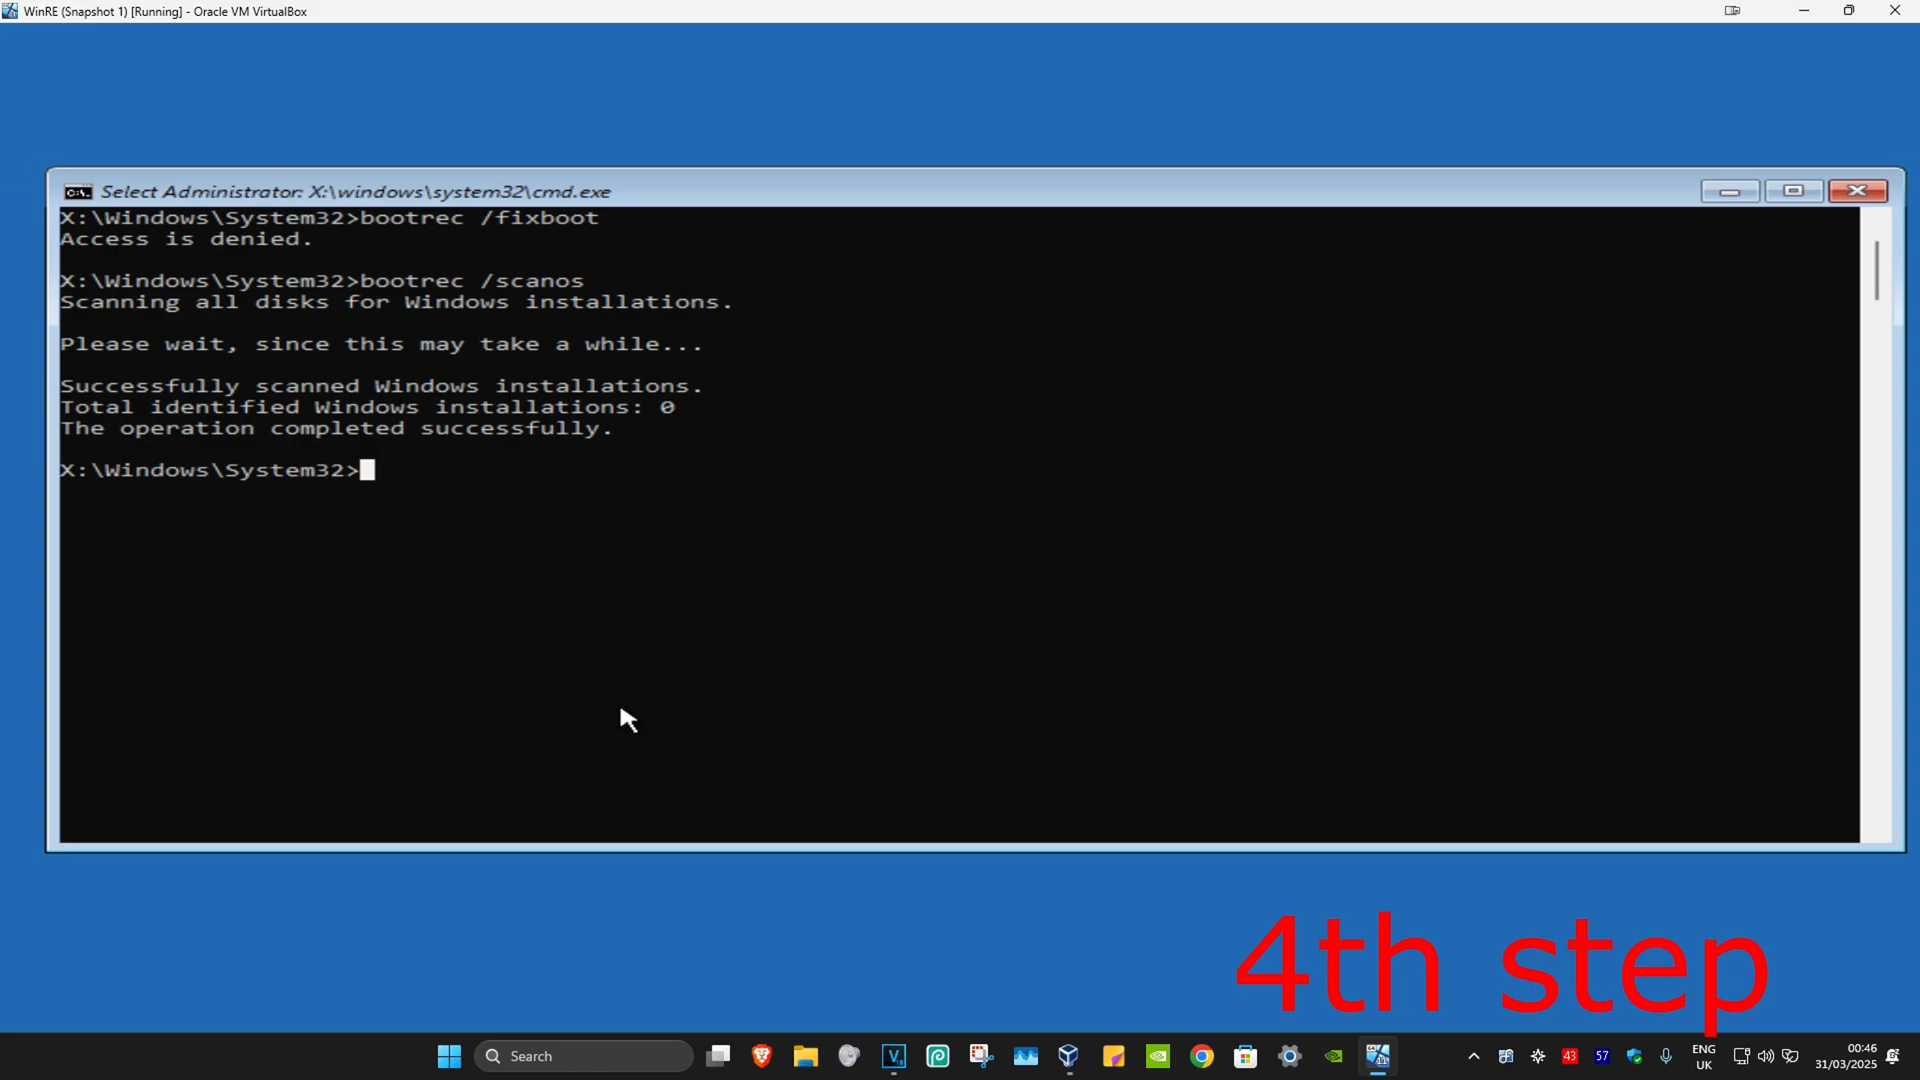 WinRE (Snapshot 1) [Running] - Oracle VM VirtualBox
C:\.
Select Administrator: X:\windows\system32\cmd.exe
X:\Windows\System32>bootrec /fixboot
Access is denied.
X:\Windows\System32>bootrec /scanos
Scanning all disks for Windows installations.
Please wait, since this may take a while...
Successfully scanned Windows installations.
Total identified Windows installations: 0
The operation completed successfully.
X:\Windows\System32>
4th step
Search
43
57
ENG
UK
00:46
31/03/2025